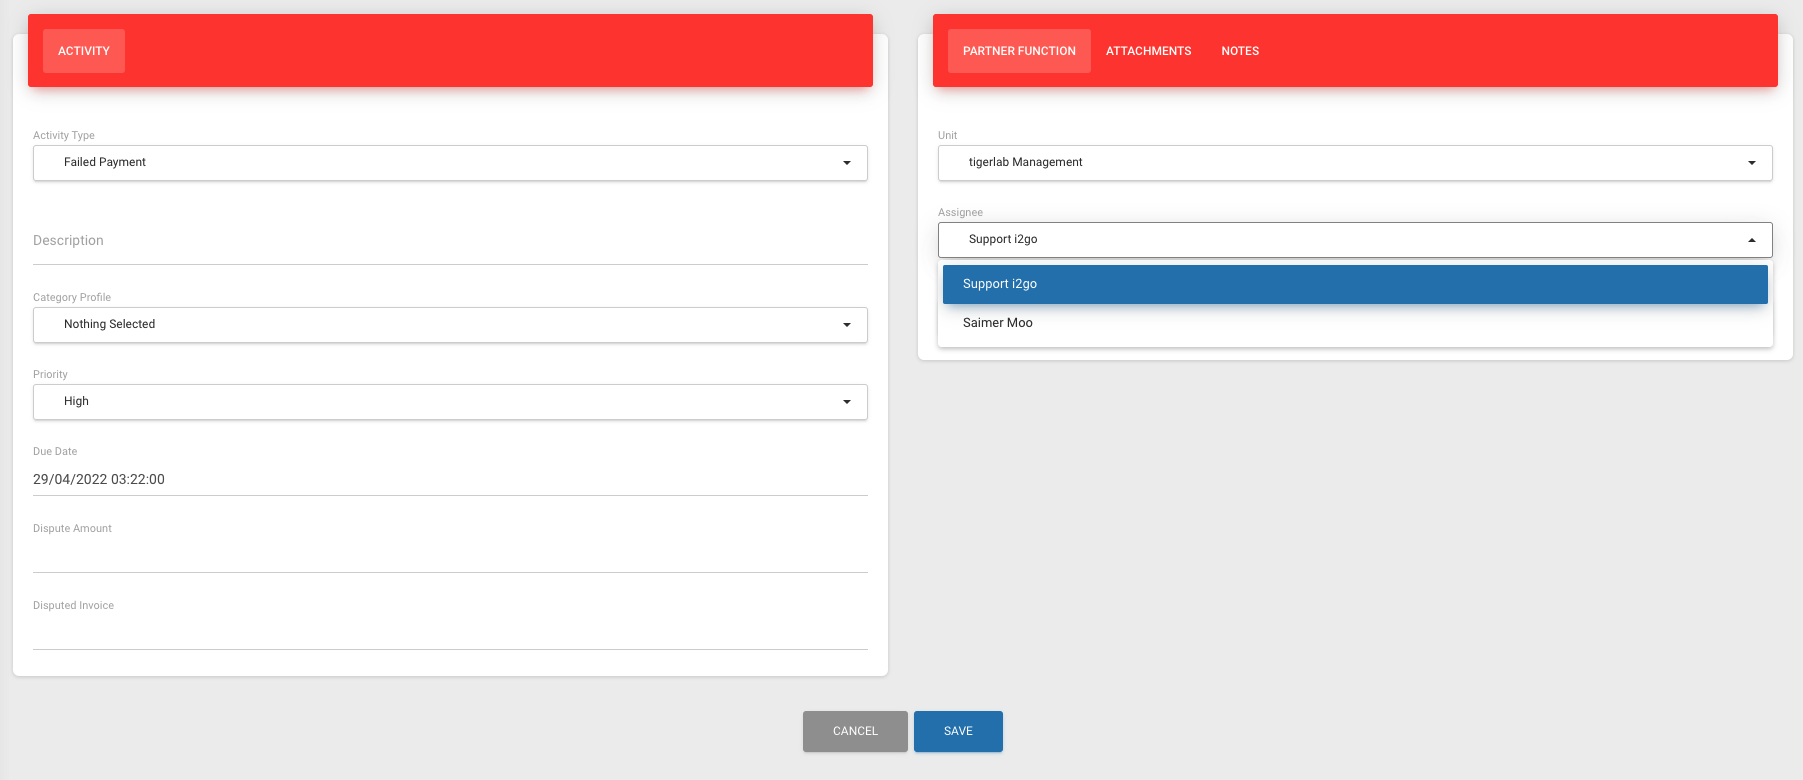 ACTIVITY
Activity Type
Failed Payment
Description
Category Profile
Nothing Selected
Priority
High
Due Date
29/04/2022 03:22:00
Dispute Amount
Disputed Invoice
PARTNER FUNCTION ATTACHMENTS NOTES
Unit
tigerlab Management
Assignee
Support i2go
Support i2go
Saimer Moo
CANCEL SAVE